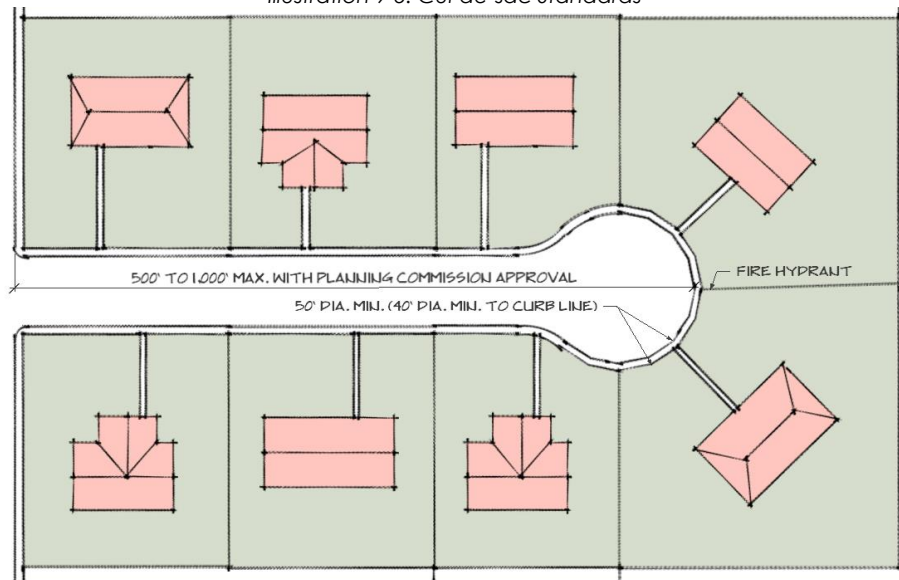 Illustration 7-3: Cul-de-sac Standards
500' TO 1,000' MAX. WITH PLANNING COMMISSION APPROVAL
FIRE HYDRANT
50' DIA. MIN. (40' DIA. MIN. TO CURB LINE)